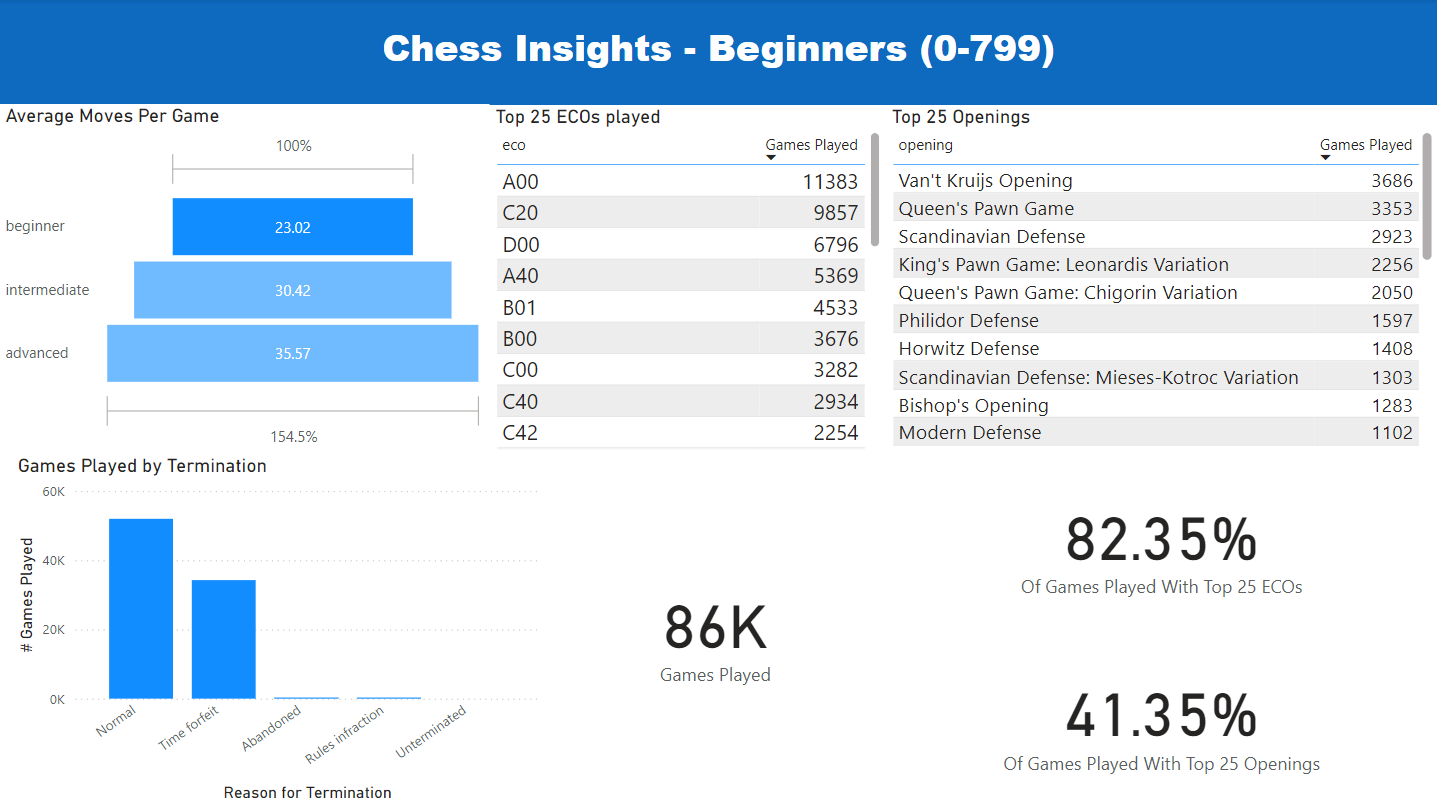 Chess Insights - Beginners (0-799)
Average Moves Per Game
100%
beginner 23.02
intermediate 30.42
advanced 35.57
154.5%
Top 25 ECOs played
eco Games Played
A00 11383
C20 9857
D00 6796
A40 5369
B01 4533
B00 3676
C00 3282
C40 2934
C42 2254
Top 25 Openings
opening Games Played
Van't Kruijs Opening 3686
Queen's Pawn Game 3353
Scandinavian Defense 2923
King's Pawn Game: Leonardis Variation 2256
Queen's Pawn Game: Chigorin Variation 2050
Philidor Defense 1597
Horwitz Defense 1408
Scandinavian Defense: Mieses-Kotroc Variation 1303
Bishop's Opening 1283
Modern Defense 1102
Games Played by Termination
# Games Played
60K
40K
20K
0K
Normal
Time forfeit
Abandoned
Rules infraction
Unterminated
Reason for Termination
86K
Games Played
82.35%
Of Games Played With Top 25 ECOs
41.35%
Of Games Played With Top 25 Openings